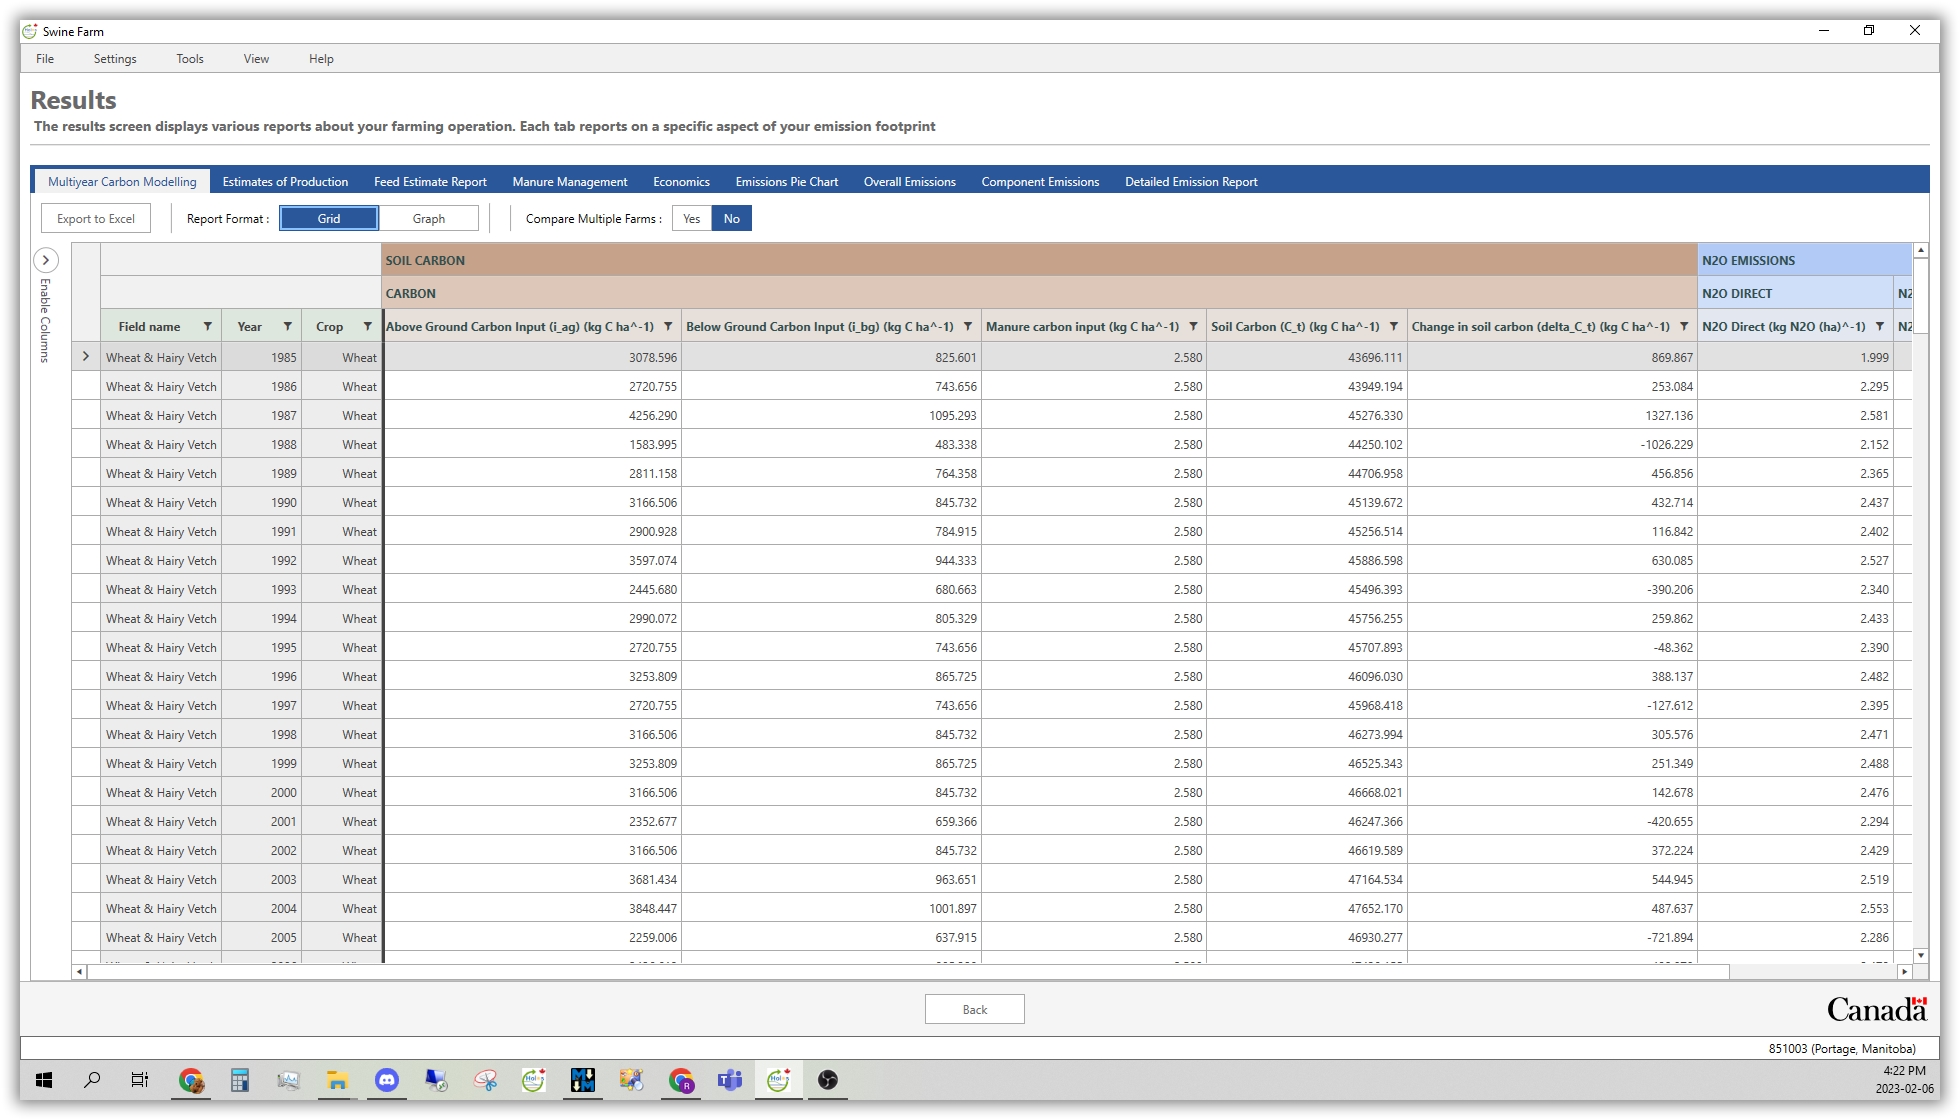 Swine Farm
File Settings Tools View Help
Results
The results screen displays various reports about your farming operation. Each tab reports on a specific aspect of your emission footprint
Multiyear Carbon Modelling Estimates of Production Feed Estimate Report Manure Management Economics Emissions Pie Chart Overall Emissions Component Emissions Detailed Emission Report
Export to Excel Report Format : Grid Graph Compare Multiple Farms : Yes No
Enable Columns
SOIL CARBON N2O EMISSIONS
CARBON N2O DIRECT N2
Field name Year Crop Above Ground Carbon Input (i_ag) (kg C ha^-1) Below Ground Carbon Input (i_bg) (kg C ha^-1) Manure carbon input (kg C ha^-1) Soil Carbon (C_t) (kg C ha^-1) Change in soil carbon (delta_C_t) (kg C ha^-1) N2O Direct (kg N2O (ha)^-1) N2
Wheat & Hairy Vetch 1985 Wheat 3078.596 825.601 2.580 43696.111 869.867 1.999
Wheat & Hairy Vetch 1986 Wheat 2720.755 743.656 2.580 43949.194 253.084 2.295
Wheat & Hairy Vetch 1987 Wheat 4256.290 1095.293 2.580 45276.330 1327.136 2.581
Wheat & Hairy Vetch 1988 Wheat 1583.995 483.338 2.580 44250.102 -1026.229 2.152
Wheat & Hairy Vetch 1989 Wheat 2811.158 764.358 2.580 44706.958 456.856 2.365
Wheat & Hairy Vetch 1990 Wheat 3166.506 845.732 2.580 45139.672 432.714 2.437
Wheat & Hairy Vetch 1991 Wheat 2900.928 784.915 2.580 45256.514 116.842 2.402
Wheat & Hairy Vetch 1992 Wheat 3597.074 944.333 2.580 45886.598 630.085 2.527
Wheat & Hairy Vetch 1993 Wheat 2445.680 680.663 2.580 45496.393 -390.206 2.340
Wheat & Hairy Vetch 1994 Wheat 2990.072 805.329 2.580 45756.255 259.862 2.433
Wheat & Hairy Vetch 1995 Wheat 2720.755 743.656 2.580 45707.893 -48.362 2.390
Wheat & Hairy Vetch 1996 Wheat 3253.809 865.725 2.580 46096.030 388.137 2.482
Wheat & Hairy Vetch 1997 Wheat 2720.755 743.656 2.580 45968.418 -127.612 2.395
Wheat & Hairy Vetch 1998 Wheat 3166.506 845.732 2.580 46273.994 305.576 2.471
Wheat & Hairy Vetch 1999 Wheat 3253.809 865.725 2.580 46525.343 251.349 2.488
Wheat & Hairy Vetch 2000 Wheat 3166.506 845.732 2.580 46668.021 142.678 2.476
Wheat & Hairy Vetch 2001 Wheat 2352.677 659.366 2.580 46247.366 -420.655 2.294
Wheat & Hairy Vetch 2002 Wheat 3166.506 845.732 2.580 46619.589 372.224 2.429
Wheat & Hairy Vetch 2003 Wheat 3681.434 963.651 2.580 47164.534 544.945 2.519
Wheat & Hairy Vetch 2004 Wheat 3848.447 1001.897 2.580 47652.170 487.637 2.553
Wheat & Hairy Vetch 2005 Wheat 2259.006 637.915 2.580 46930.277 -721.894 2.286
Back
Canada
851003 (Portage, Manitoba)
4:22 PM
2023-02-06